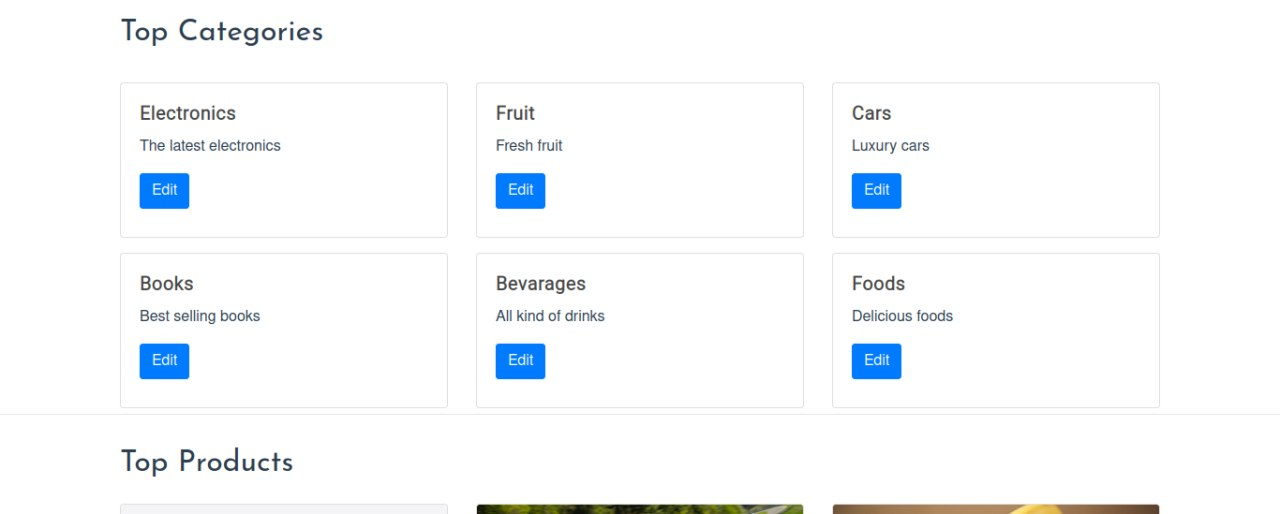 Top Categories
Electronics
The latest electronics
Edit
Fruit
Fresh fruit
Edit
Cars
Luxury cars
Edit
Books
Best selling books
Edit
Bevarages
All kind of drinks
Edit
Foods
Delicious foods
Edit
Top Products